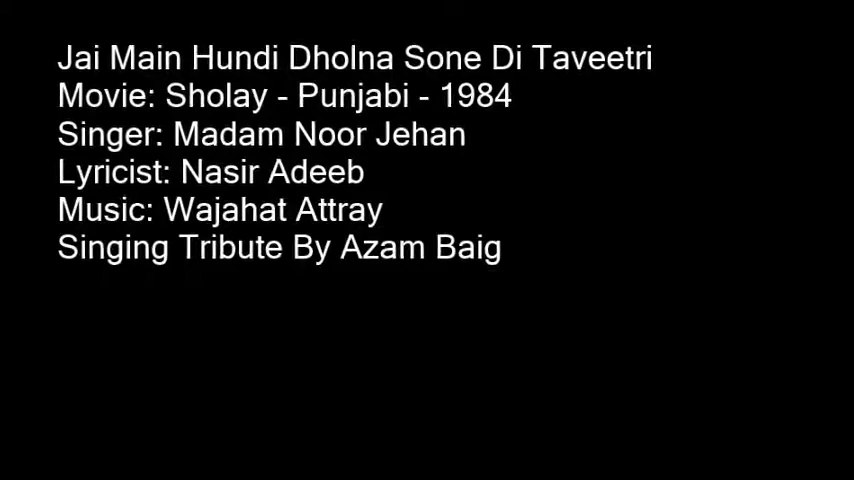 Jai Main Hundi Dholna Sone Di Taveetri
Movie: Sholay - Punjabi - 1984
Singer: Madam Noor Jehan
Lyricist: Nasir Adeeb
Music: Wajahat Attray
Singing Tribute By Azam Baig